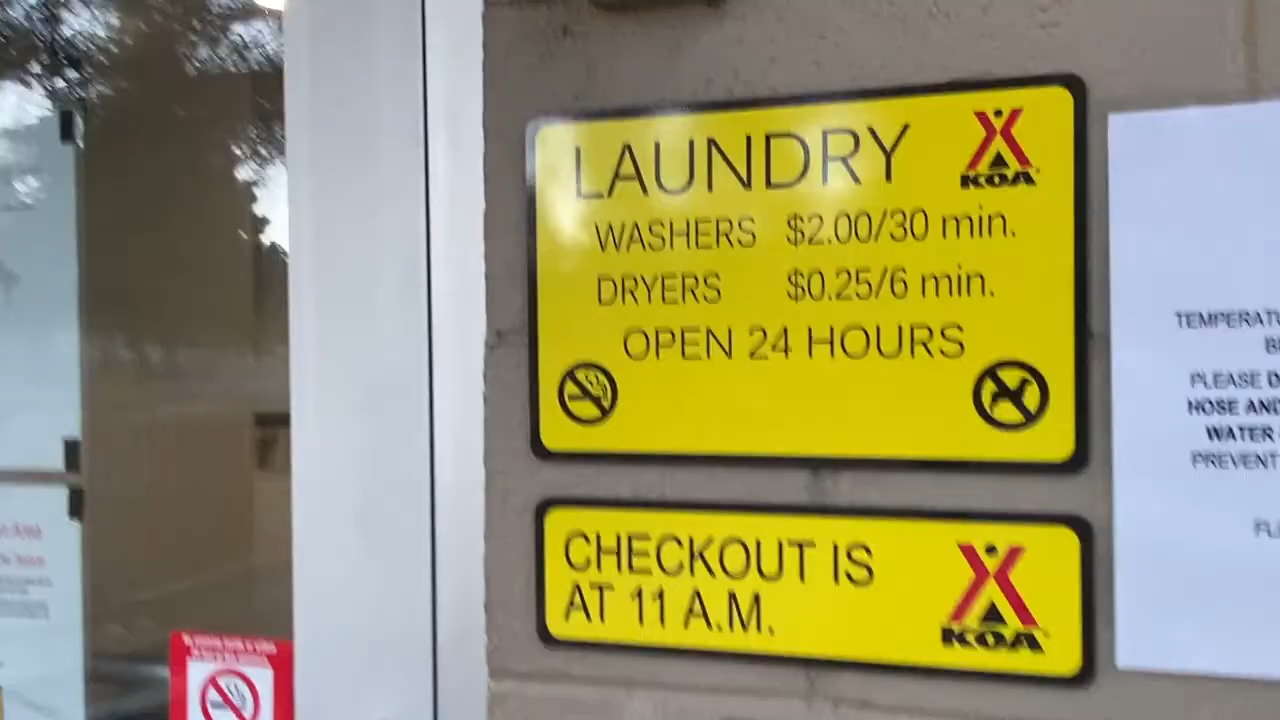 LAUNDRY
KOA
WASHERS $2.00/30 min.
DRYERS $0.25/6 min.
OPEN 24 HOURS
CHECKOUT IS
AT 11 A.M.
KOA
PLEASE
HOSE AND
WATER
PREVENT